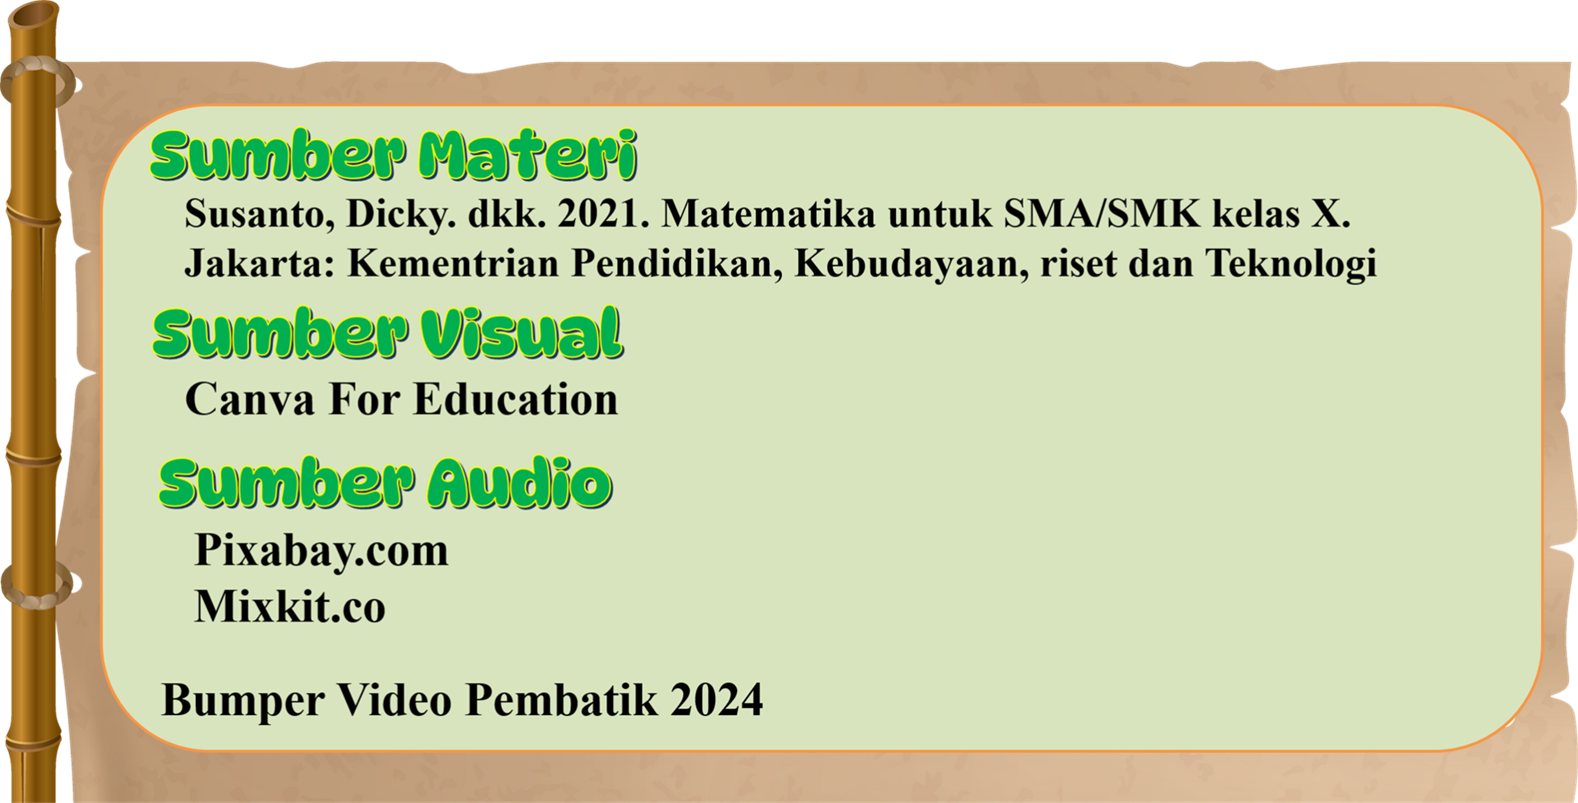 Sumber Materi
Susanto, Dicky. dkk. 2021. Matematika untuk SMA/SMK kelas X.
Jakarta: Kementrian Pendidikan, Kebudayaan, riset dan Teknologi
Sumber Visual
Canva For Education
Sumber Audio
Pixabay.com
Mixkit.co
Bumper Video Pembatik 2024